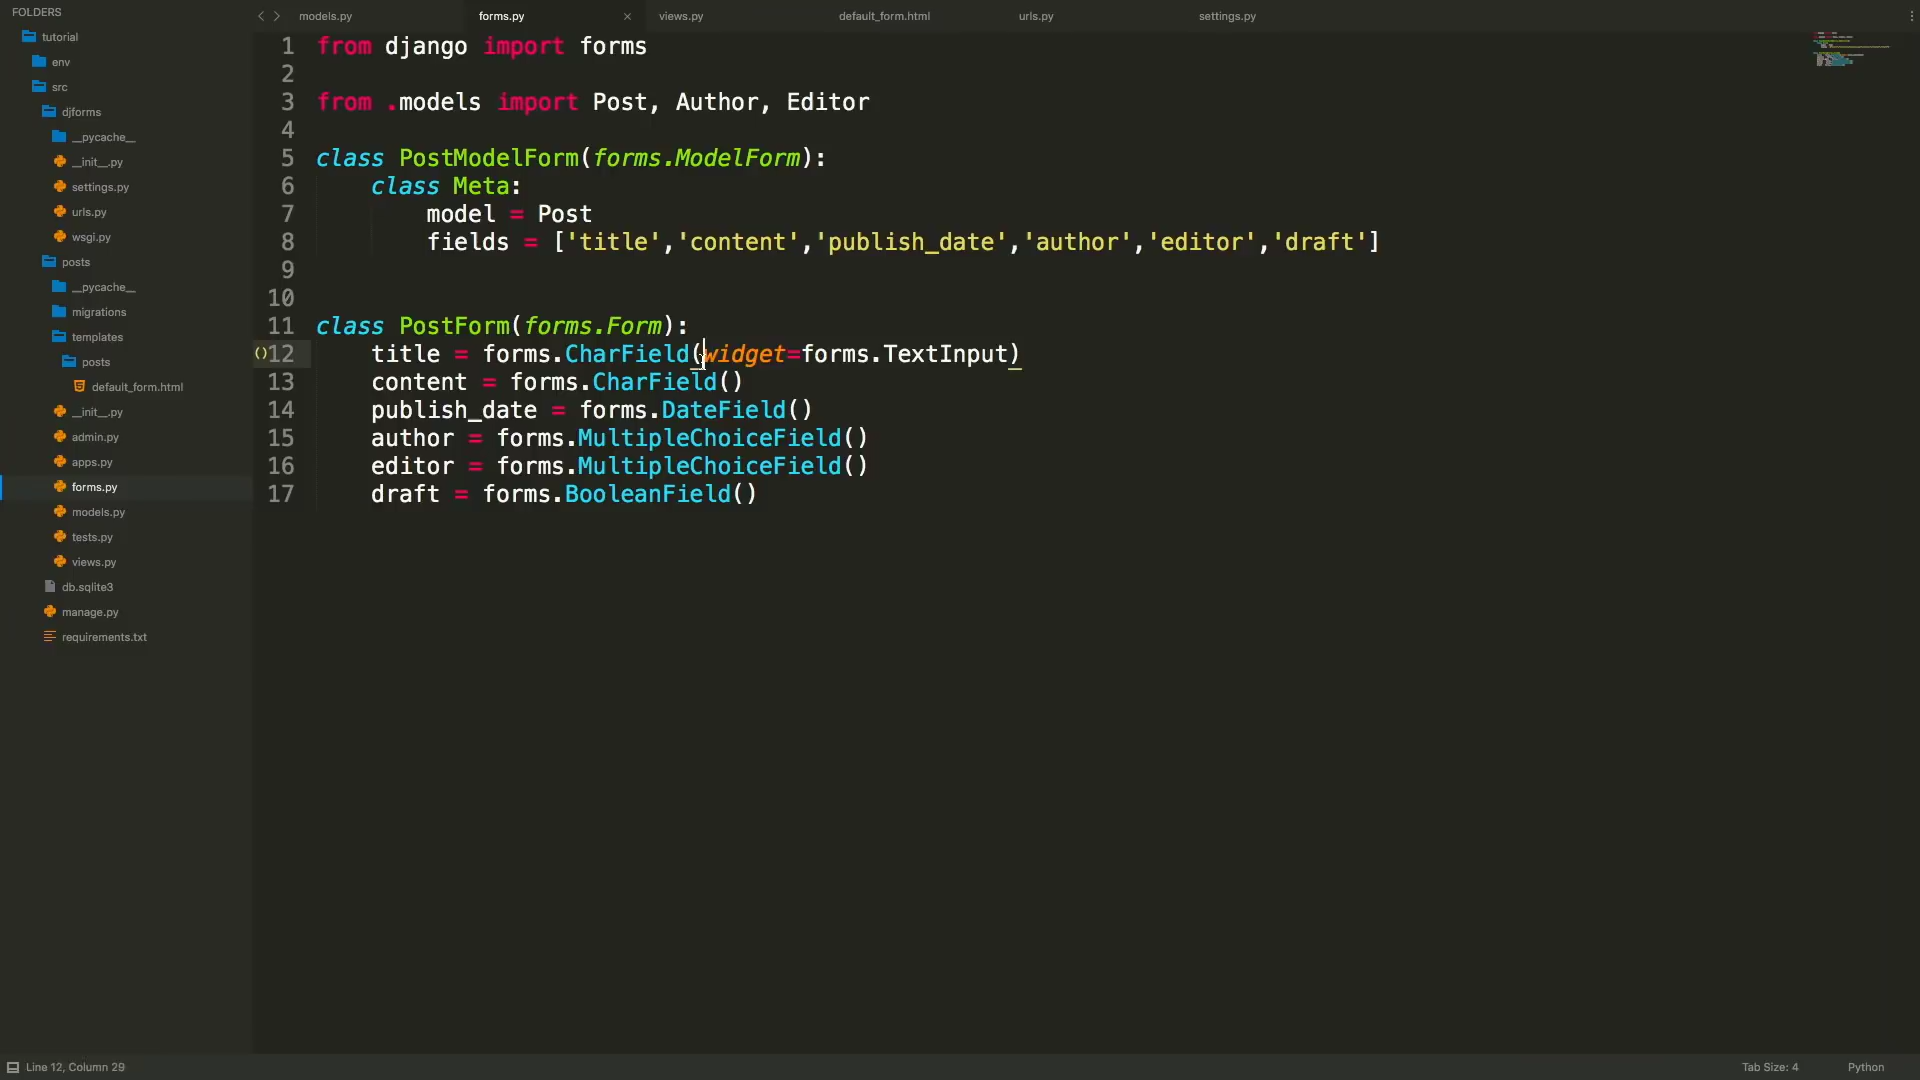 FOLDERS
tutorial
env
src
djforms
__pycache__
__init__.py
settings.py
urls.py
wsgi.py
posts
__pycache__
migrations
templates
posts
default_form.html
__init__.py
admin.py
apps.py
forms.py
models.py
tests.py
views.py
db.sqlite3
manage.py
requirements.txt
models.py forms.py × views.py default_form.html urls.py settings.py
1 from django import forms
2
3 from .models import Post, Author, Editor
4
5 class PostModelForm(forms.ModelForm):
6 class Meta:
7 model = Post
8 fields = ['title','content','publish_date','author','editor','draft']
9
10
11 class PostForm(forms.Form):
()12 title = forms.CharField(widget=forms.TextInput)
13 content = forms.CharField()
14 publish_date = forms.DateField()
15 author = forms.MultipleChoiceField()
16 editor = forms.MultipleChoiceField()
17 draft = forms.BooleanField()
Line 12, Column 29 Tab Size: 4 Python